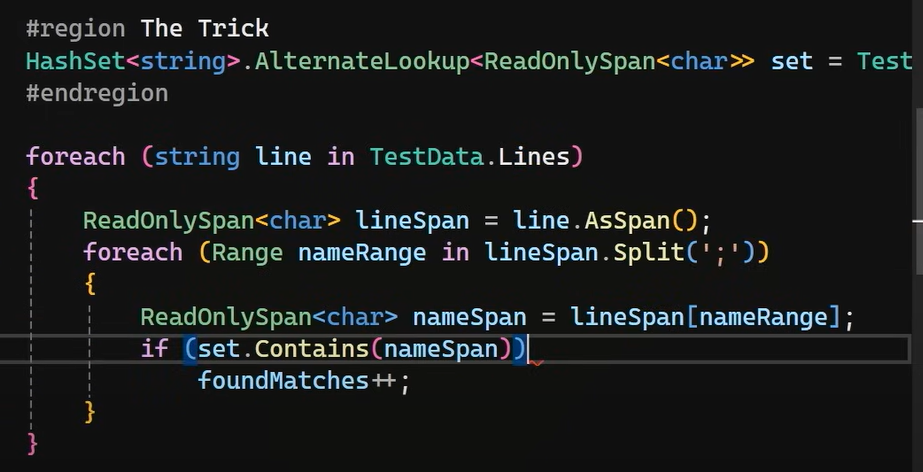 #region The Trick
HashSet<string>.AlternateLookup<ReadOnlySpan<char>> set = Test
#endregion
foreach (string line in TestData.Lines)
{
ReadOnlySpan<char> lineSpan = line.AsSpan();
foreach (Range nameRange in lineSpan.Split(';'))
{
ReadOnlySpan<char> nameSpan = lineSpan[nameRange];
if (set.Contains(nameSpan))
foundMatches++;
}
}